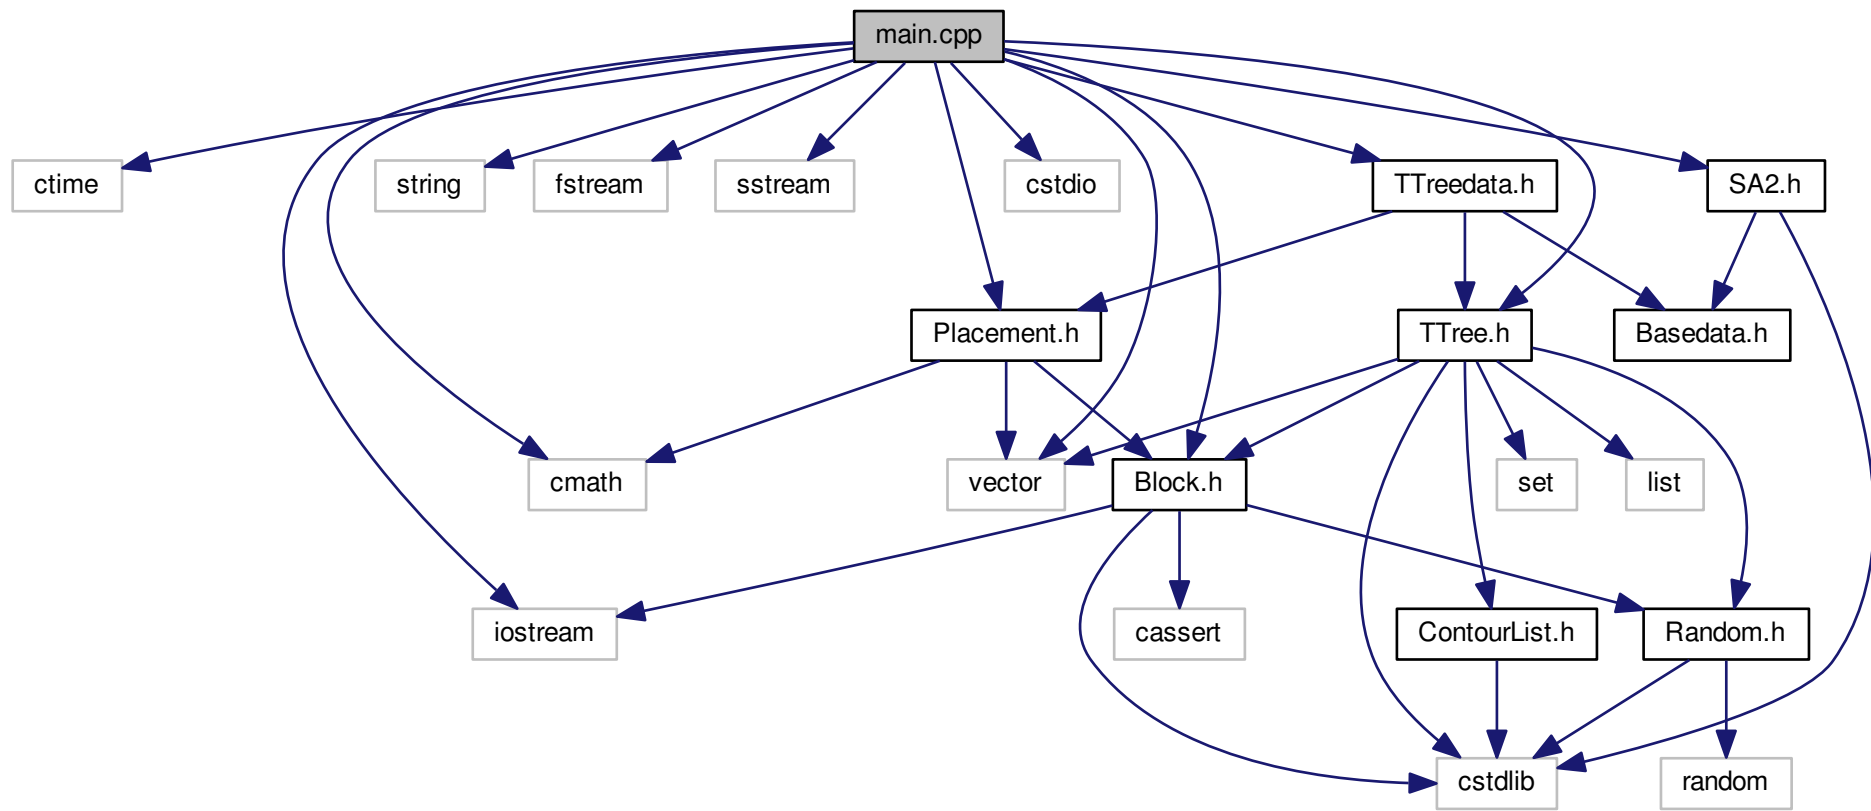 main.cpp
ctime
string
fstream
sstream
cstdio
TTreedata.h
SA2.h
Placement.h
TTree.h
Basedata.h
cmath
vector
Block.h
set
list
iostream
cassert
ContourList.h
Random.h
cstdlib
random